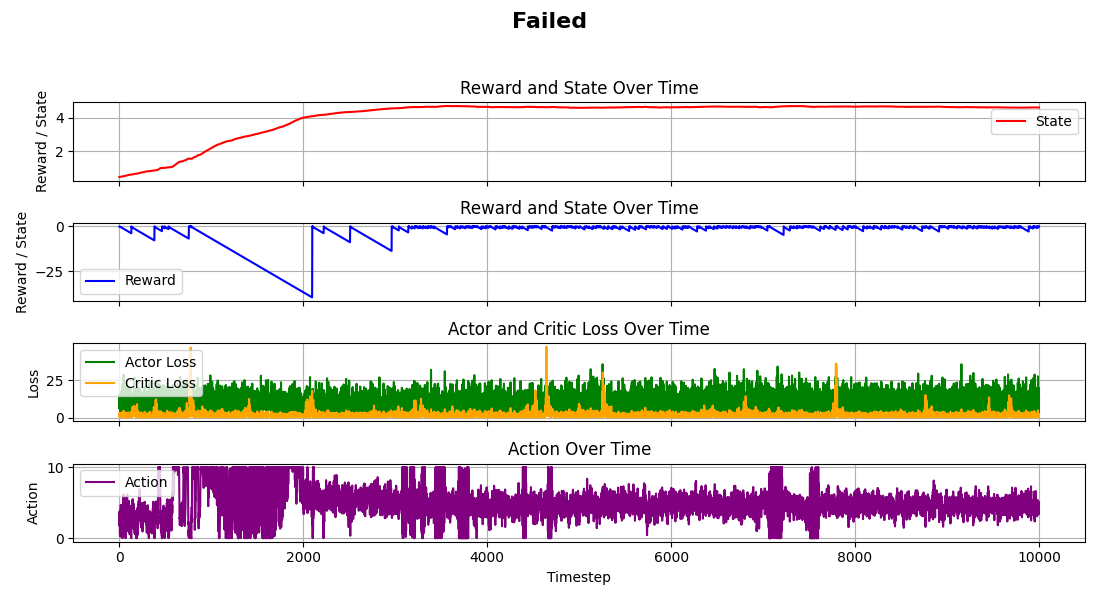 Failed
Reward and State Over Time
Reward / State
4
2
State
Reward and State Over Time
Reward / State
0
−25
Reward
Actor and Critic Loss Over Time
Loss
25
0
Actor Loss
Critic Loss
Action Over Time
Action
10
0
Action
0 2000 4000 6000 8000 10000
Timestep